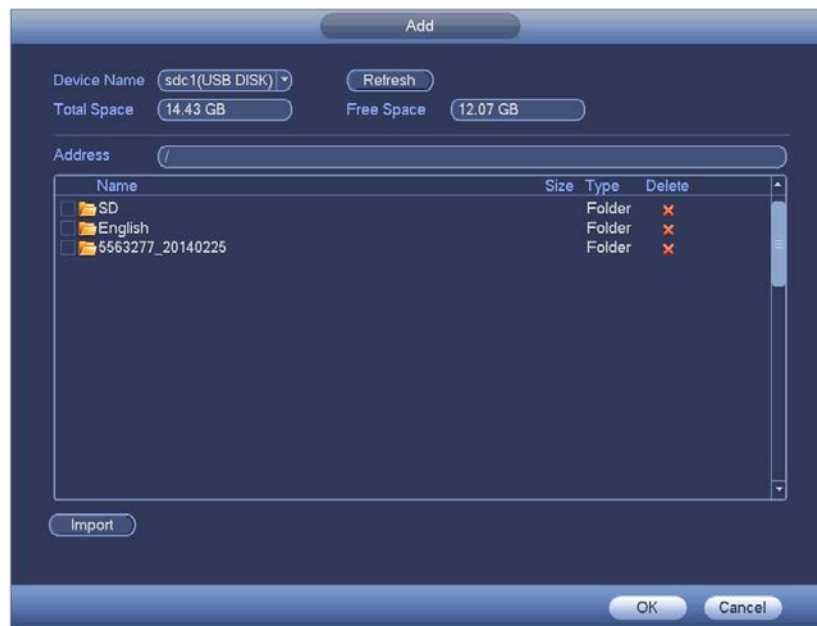 Add
Device Name sdc1(USB DISK) Refresh
Total Space 14.43 GB Free Space 12.07 GB
Address /
Name Size Type Delete
SD Folder
English Folder
5563277_20140225 Folder
Import
OK Cancel